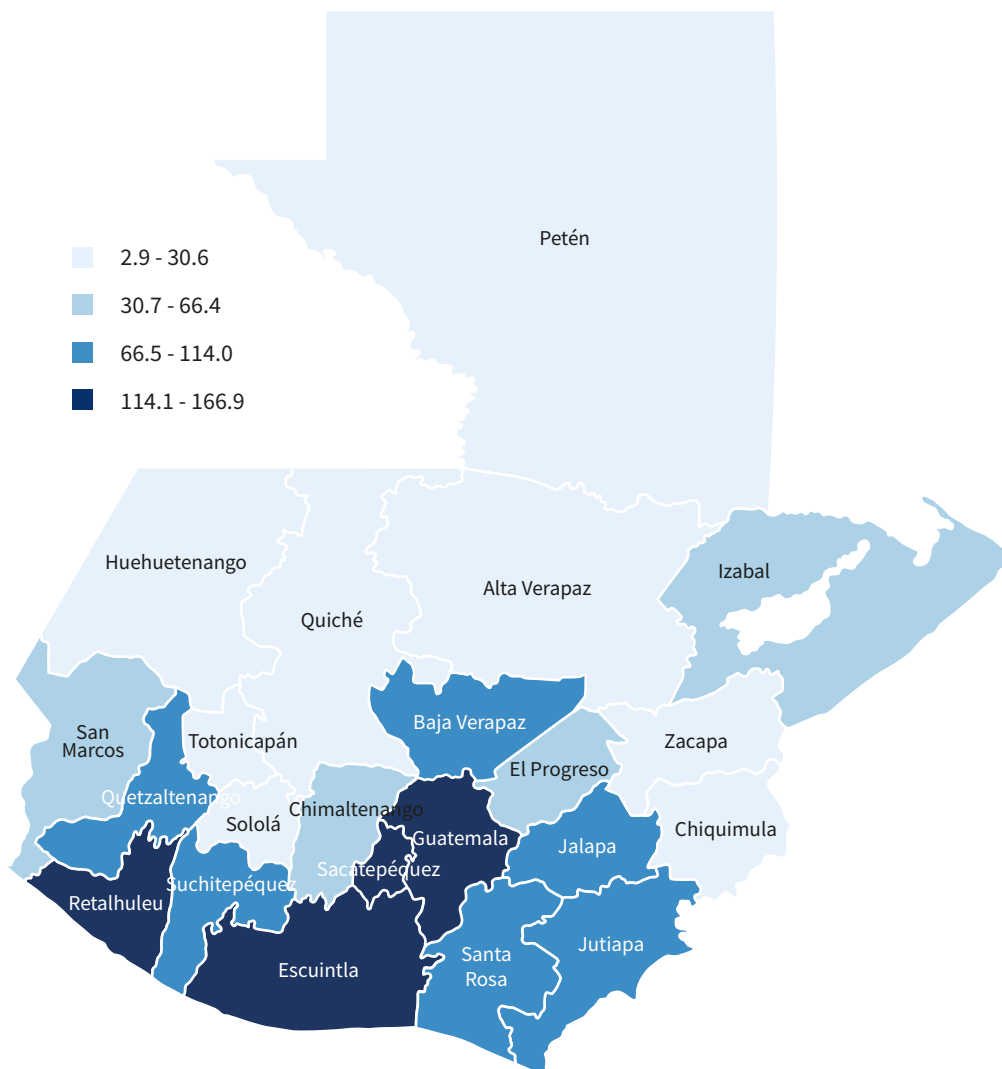 Petén
2.9 - 30.6
30.7 - 66.4
66.5 - 114.0
114.1 - 166.9
Huehuetenango
Izabal
Alta Verapaz
Quiché
Baja Verapaz
San
Marcos
Totonicapán
Zacapa
El Progreso
Quetzaltenango
Chimaltenango
Sololá
Chiquimula
Guatemala
Jalapa
Sacatepéquez
Suchitepéquez
Retalhuleu
Jutiapa
Santa
Rosa
Escuintla